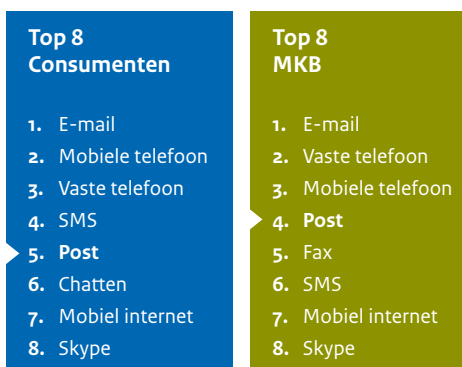 Top 8
Consumenten
1. E-mail
2. Mobiele telefoon
3. Vaste telefoon
4. SMS
5. Post
6. Chatten
7. Mobiel internet
8. Skype
Top 8
MKB
1. E-mail
2. Vaste telefoon
3. Mobiele telefoon
4. Post
5. Fax
6. SMS
7. Mobiel internet
8. Skype